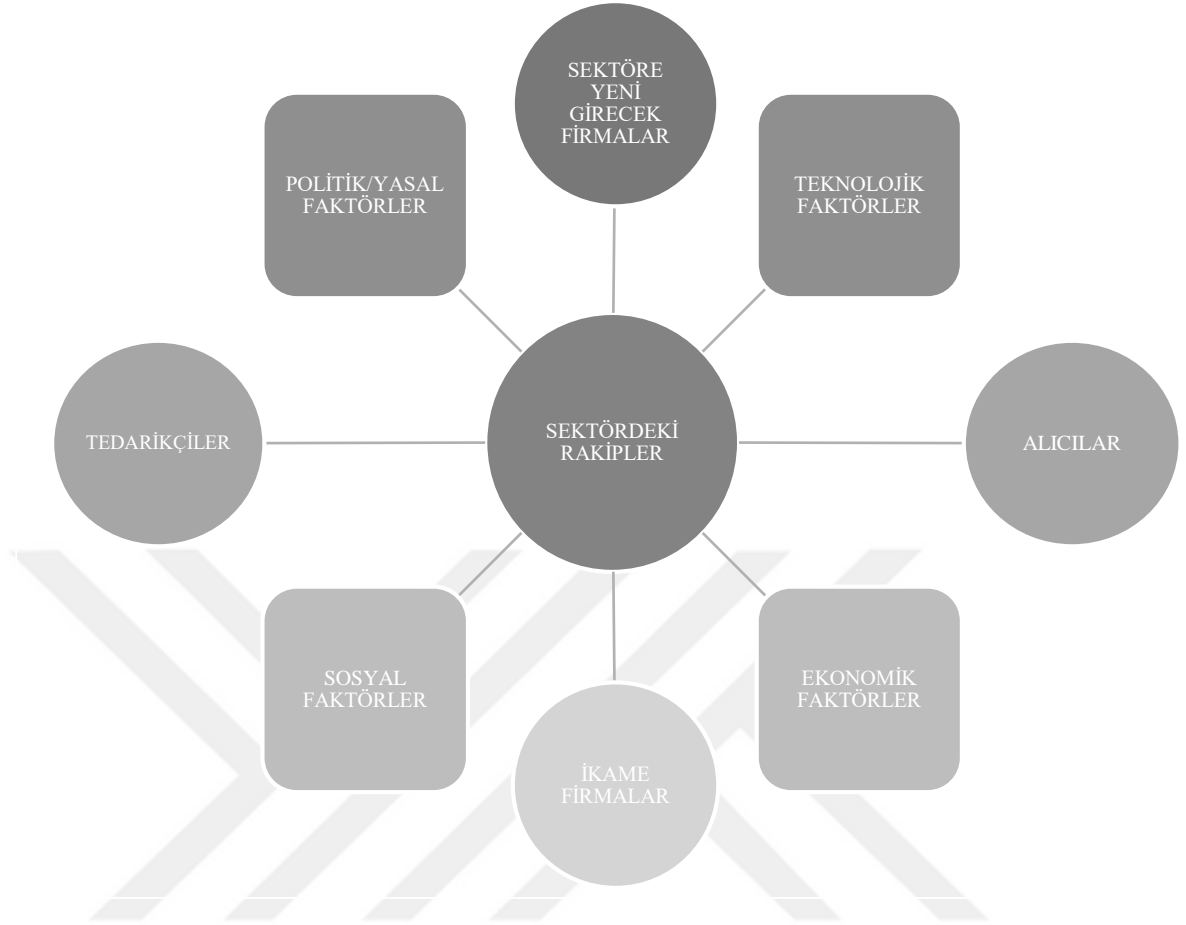 SEKTÖRE
YENİ
GİRECEK
FİRMALAR
POLİTİK/YASAL
FAKTÖRLER
TEKNOLOJİK
FAKTÖRLER
TEDARİKÇİLER
SEKTÖRDEKİ
RAKİPLER
ALICILAR
SOSYAL
FAKTÖRLER
EKONOMİK
FAKTÖRLER
İKAME
FİRMALAR